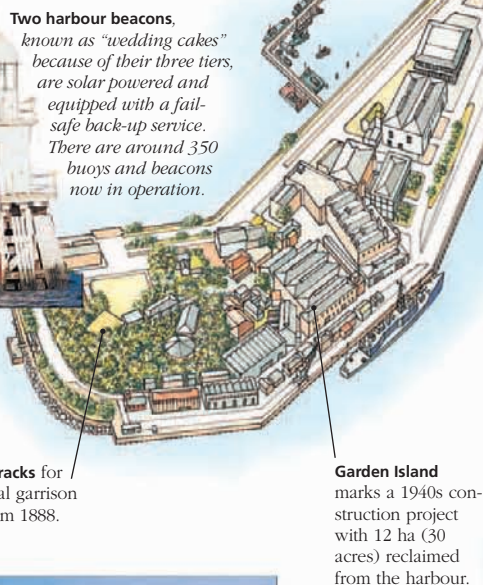 Two harbour beacons,
known as “wedding cakes”
because of their three tiers,
are solar powered and
equipped with a fail-
safe back-up service.
There are around 350
buoys and beacons
now in operation.
racks for
al garrison
m 1888.
Garden Island
marks a 1940s con-
struction project
with 12 ha (30
acres) reclaimed
from the harbour.